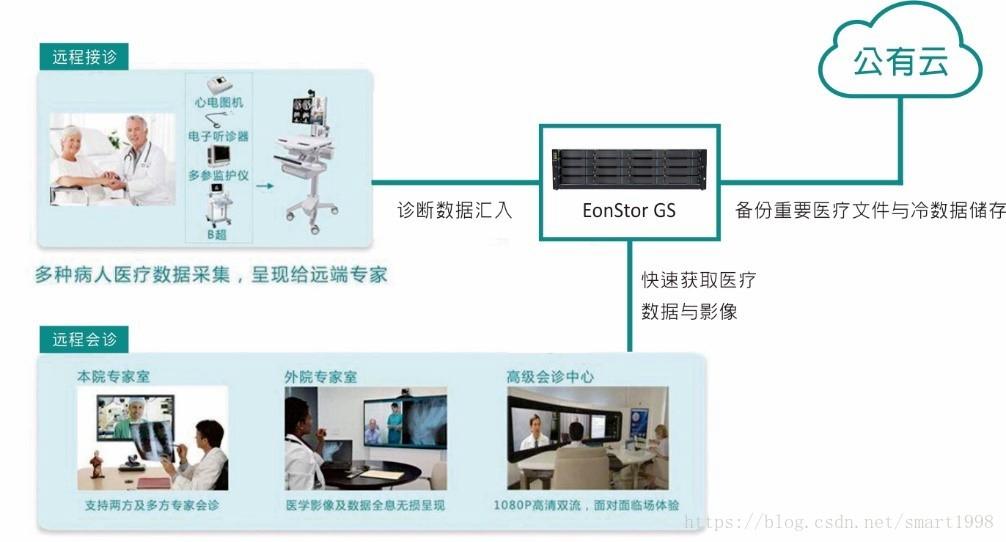 远程接诊
公有云
心电图机
电子听诊器
多参监护仪
B超
诊断数据汇入
EonStor GS
备份重要医疗文件与冷数据储存
多种病人医疗数据采集，呈现给远端专家
快速获取医疗
数据与影像
远程会诊
本院专家室
外院专家室
高级会诊中心
支持两方及多方专家会诊
医学影像及数据全息无损呈现
1080P高清双流，面对面临场体验
https://blog.csdn.net/smart1998